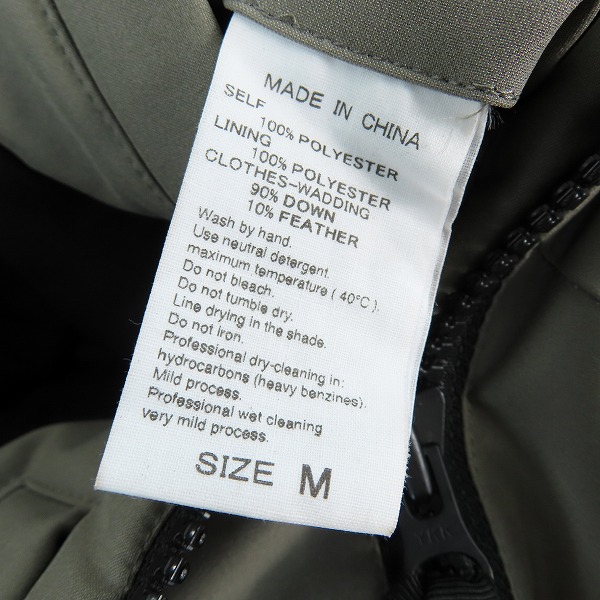 MADE IN CHINA
SELF
100% POLYESTER
LINING
100% POLYESTER
CLOTHES-WADDING
90% DOWN
10% FEATHER
Wash by hand.
Use neutral detergent.
maximum temperature ( 40°C ).
Do not bleach.
Do not tumble dry.
Line drying in the shade.
Do not iron.
Professional dry-cleaning in:
hydrocarbons (heavy benzines).
Mild process.
Professional wet cleaning
very mild process.
SIZE M
YKK